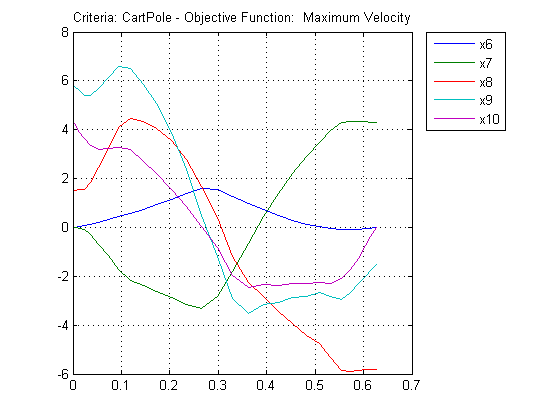 Criteria: CartPole - Objective Function:  Maximum Velocity
8
6
4
2
0
-2
-4
-6
0 0.1 0.2 0.3 0.4 0.5 0.6 0.7
x6
x7
x8
x9
x10